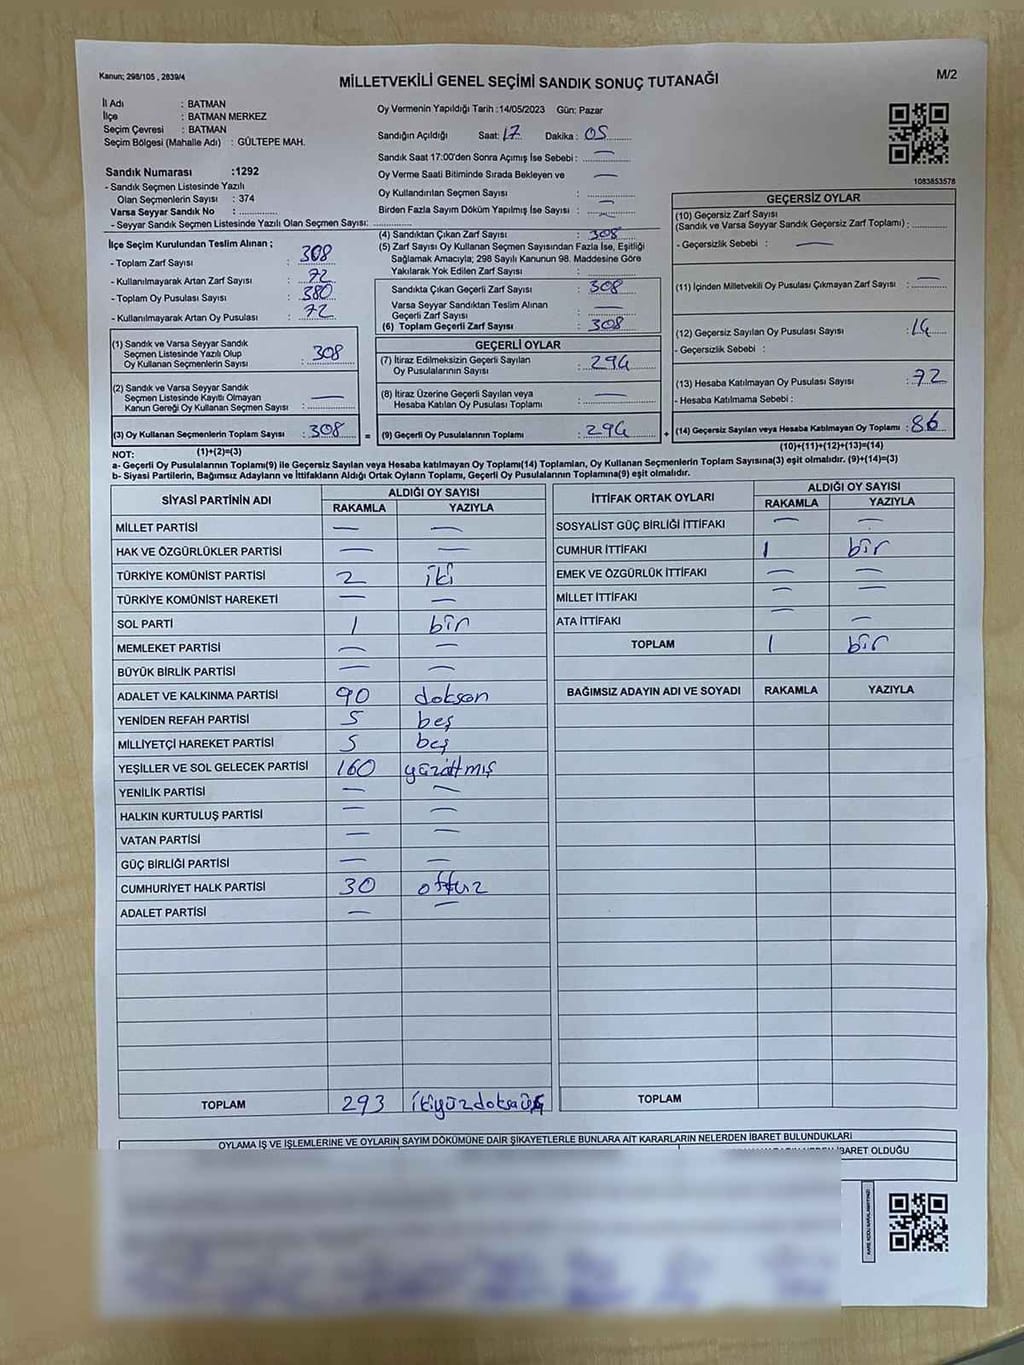 Kanun; 298/105 , 2839/4
MİLLETVEKİLİ GENEL SEÇİMİ SANDIK SONUÇ TUTANAĞI
M/2
İl Adı : BATMAN
İlçe : BATMAN MERKEZ
Seçim Çevresi : BATMAN
Seçim Bölgesi (Mahalle Adı) : GÜLTEPE MAH.
Sandık Numarası :1292
- Sandık Seçmen Listesinde Yazılı
Olan Seçmenlerin Sayısı : 374
Varsa Seyyar Sandık No :
- Seyyar Sandık Seçmen Listesinde Yazılı Olan Seçmen Sayısı:
Oy Vermenin Yapıldığı Tarih :14/05/2023 Gün: Pazar
Sandığın Açıldığı Saat: 17 Dakika : 05
Sandık Saat 17:00'den Sonra Açımış İse Sebebi : —
Oy Verme Saati Bitiminde Sırada Bekleyen ve —
Oy Kullandırılan Seçmen Sayısı :
Birden Fazla Sayım Döküm Yapılmış İse Sayısı : —
1083853578
İlçe Seçim Kurulundan Teslim Alınan ;
- Toplam Zarf Sayısı : 308
- Kullanılmayarak Artan Zarf Sayısı : 72
- Toplam Oy Pusulası Sayısı : 380
- Kullanılmayarak Artan Oy Pusulası : 72
(4) Sandıktan Çıkan Zarf Sayısı : 308
(5) Zarf Sayısı Oy Kullanan Seçmen Sayısından Fazla İse, Eşitliği
Sağlamak Amacıyla; 298 Sayılı Kanunun 98. Maddesine Göre
Yakılarak Yok Edilen Zarf Sayısı :
Sandıkta Çıkan Geçerli Zarf Sayısı : 308
Varsa Seyyar Sandıktan Teslim Alınan
Geçerli Zarf Sayısı : —
(6) Toplam Geçerli Zarf Sayısı : 308
GEÇERSİZ OYLAR
(10) Geçersiz Zarf Sayısı
(Sandık ve Varsa Seyyar Sandık Geçersiz Zarf Toplamı) :
- Geçersizlik Sebebi : —
(11) İçinden Milletvekili Oy Pusulası Çıkmayan Zarf Sayısı : —
(12) Geçersiz Sayılan Oy Pusulası Sayısı : 14
- Geçersizlik Sebebi :
(13) Hesaba Katılmayan Oy Pusulası Sayısı : 72
- Hesaba Katılmama Sebebi :
(14) Geçersiz Sayılan veya Hesaba Katılmayan Oy Toplamı : 86
(10)+(11)+(12)+(13)=(14)
(1) Sandık ve Varsa Seyyar Sandık
Seçmen Listesinde Yazılı Olup
Oy Kullanan Seçmenlerin Sayısı : 308
(2) Sandık ve Varsa Seyyar Sandık
Seçmen Listesinde Kayıtlı Olmayan
Kanun Gereği Oy Kullanan Seçmen Sayısı : —
(3) Oy Kullanan Seçmenlerin Toplam Sayısı : 308 =
(1)+(2)=(3)
GEÇERLİ OYLAR
(7) İtiraz Edilmeksizin Geçerli Sayılan
Oy Pusulalarının Sayısı : 294
(8) İtiraz Üzerine Geçerli Sayılan veya
Hesaba Katılan Oy Pusulası Toplamı : —
(9) Geçerli Oy Pusulalarının Toplamı : 294 +
NOT:
a- Geçerli Oy Pusulalarının Toplamı(9) ile Geçersiz Sayılan veya Hesaba katılmayan Oy Toplamı(14) Toplamları, Oy Kullanan Seçmenlerin Toplam Sayısına(3) eşit olmalıdır. (9)+(14)=(3)
b- Siyasi Partilerin, Bağımsız Adayların ve İttifakların Aldığı Ortak Oyların Toplamı, Geçerli Oy Pusulalarının Toplamına(9) eşit olmalıdır.
SİYASİ PARTİNİN ADI ALDIĞI OY SAYISI
RAKAMLA YAZIYLA
MİLLET PARTİSİ — —
HAK VE ÖZGÜRLÜKLER PARTİSİ — —
TÜRKİYE KOMÜNİST PARTİSİ 2 iki
TÜRKİYE KOMÜNİST HAREKETİ — —
SOL PARTİ 1 bir
MEMLEKET PARTİSİ — —
BÜYÜK BİRLİK PARTİSİ — —
ADALET VE KALKINMA PARTİSİ 90 doksan
YENİDEN REFAH PARTİSİ 5 beş
MİLLİYETÇİ HAREKET PARTİSİ 5 beş
YEŞİLLER VE SOL GELECEK PARTİSİ 160 yüzaltmış
YENİLİK PARTİSİ — —
HALKIN KURTULUŞ PARTİSİ — —
VATAN PARTİSİ — —
GÜÇ BİRLİĞİ PARTİSİ — —
CUMHURİYET HALK PARTİSİ 30 ottuz
ADALET PARTİSİ — —
TOPLAM 293 ikiyüzdoksaüç
İTTİFAK ORTAK OYLARI ALDIĞI OY SAYISI
RAKAMLA YAZIYLA
SOSYALİST GÜÇ BİRLİĞİ İTTİFAKI — —
CUMHUR İTTİFAKI 1 bir
EMEK VE ÖZGÜRLÜK İTTİFAKI — —
MİLLET İTTİFAKI — —
ATA İTTİFAKI — —
TOPLAM 1 bir
BAĞIMSIZ ADAYIN ADI VE SOYADI RAKAMLA YAZIYLA
TOPLAM
OYLAMA İŞ VE İŞLEMLERİNE VE OYLARIN SAYIM DÖKÜMÜNE DAİR ŞİKAYETLERLE BUNLARA AİT KARARLARIN NELERDEN İBARET BULUNDUKLARI
İBARET OLDUĞU